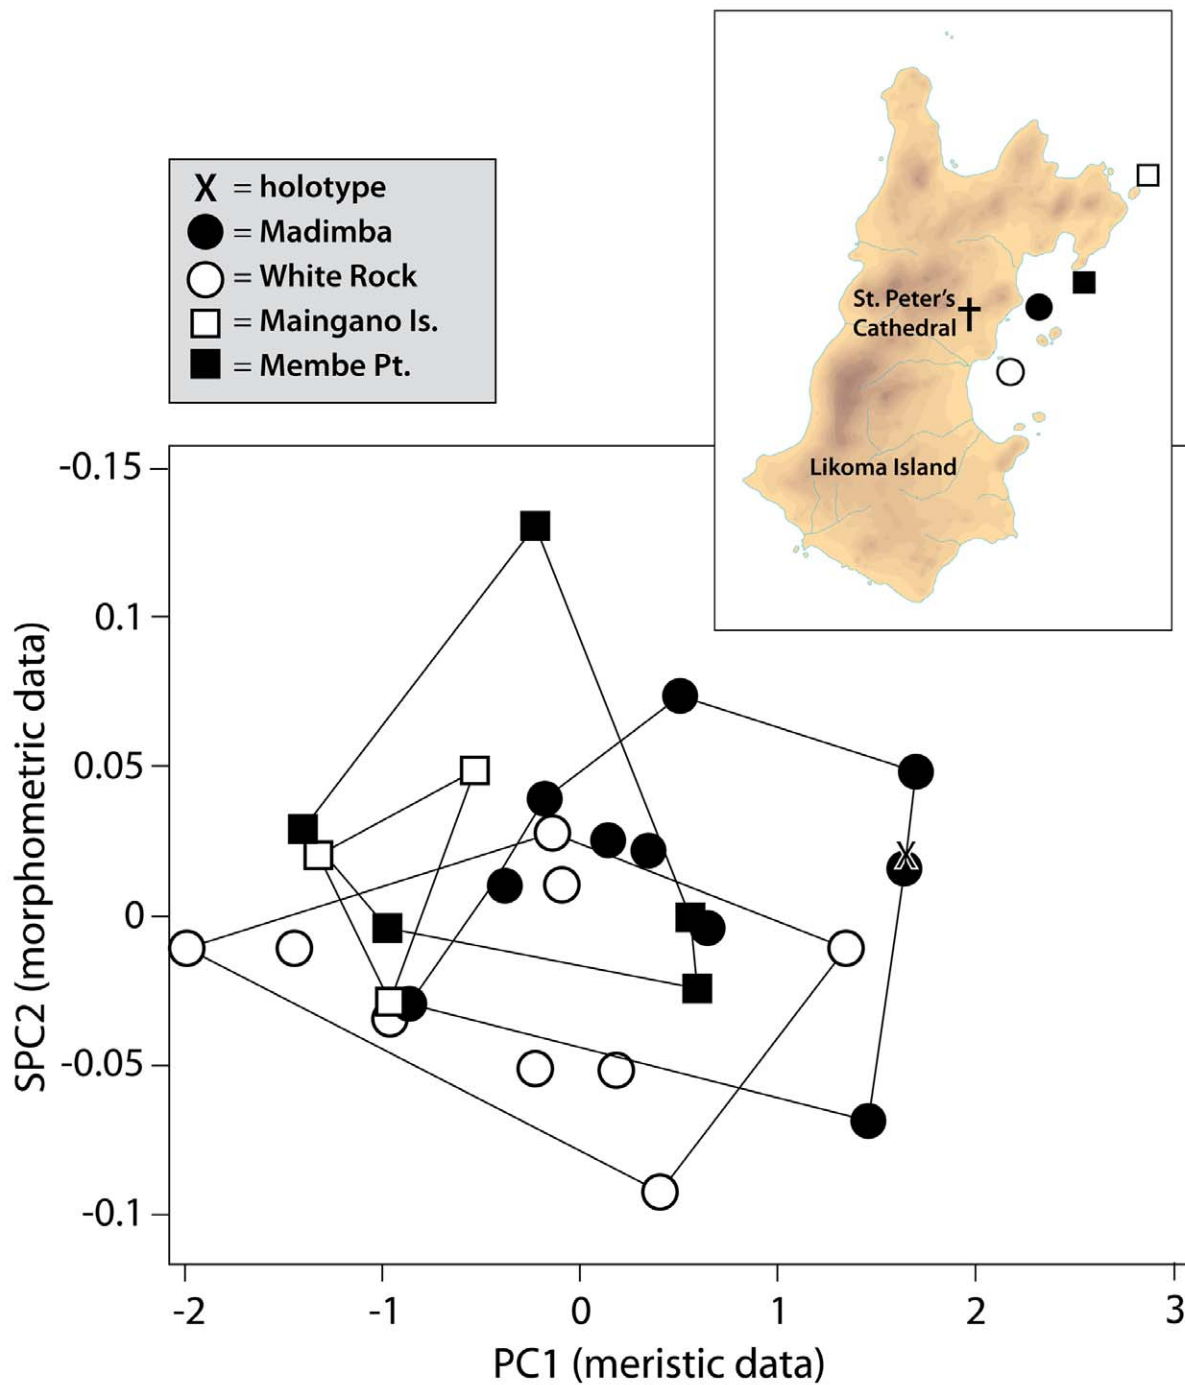 X = holotype
= Madimba
= White Rock
= Maingano Is.
= Membe Pt.
St. Peter's
Cathedral
Likoma Island
SPC2 (morphometric data)
-0.15
0.1
0.05
0
-0.05
-0.1
X
-2 -1 0 1 2 3
PC1 (meristic data)